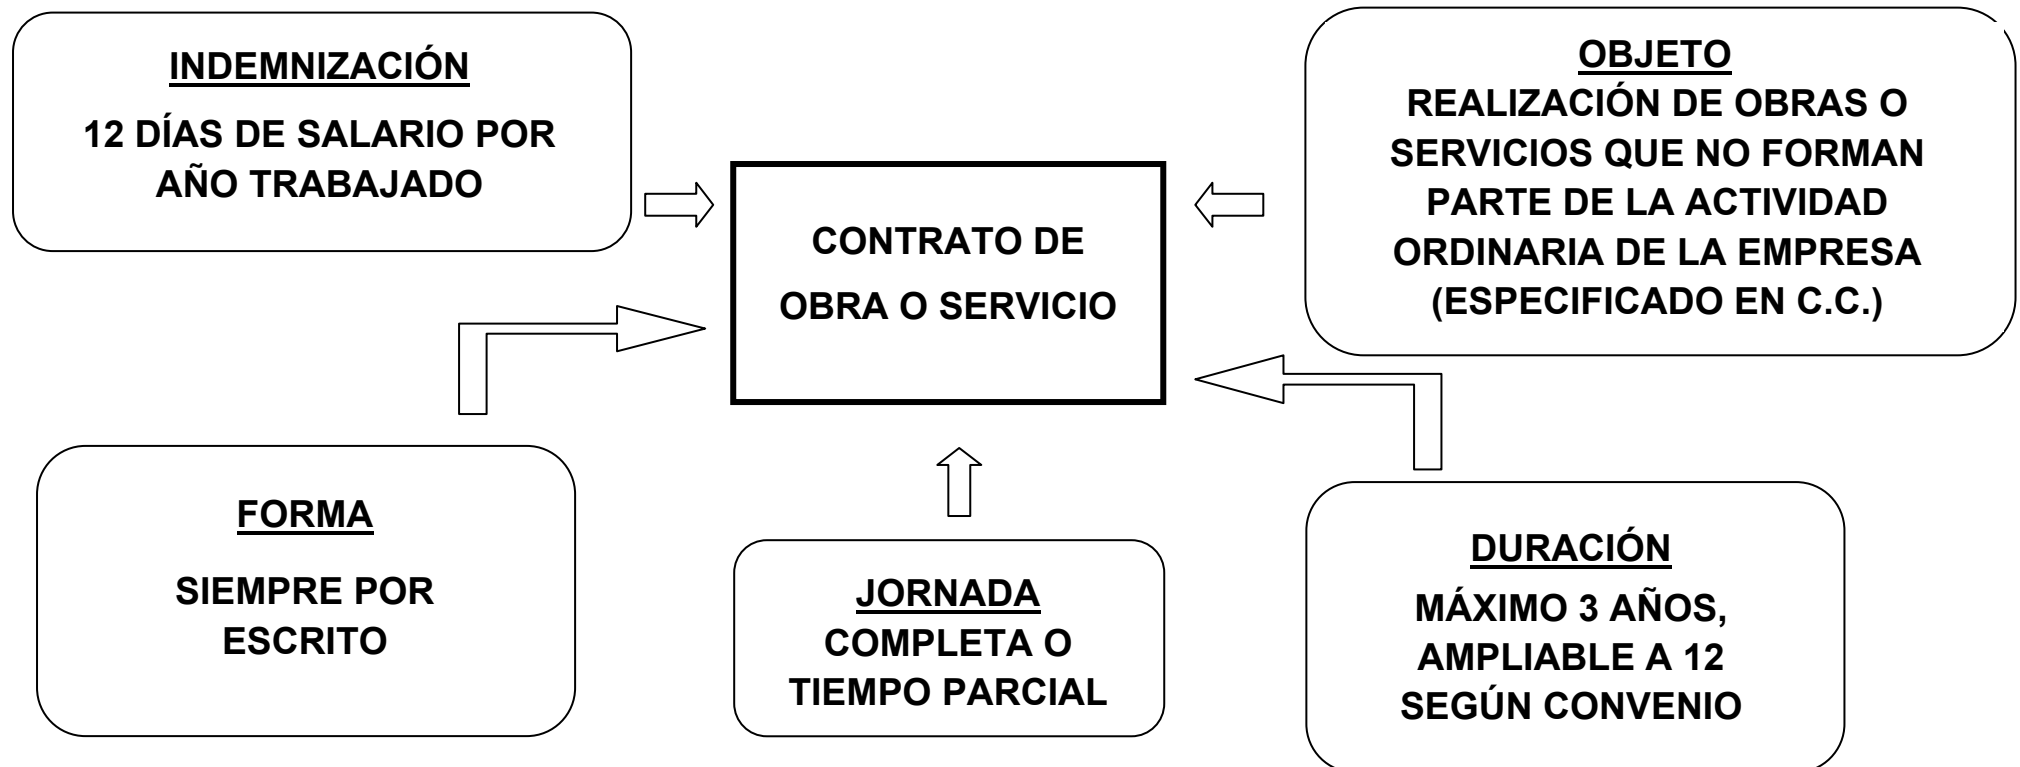 INDEMNIZACIÓN
12 DÍAS DE SALARIO POR
AÑO TRABAJADO
OBJETO
REALIZACIÓN DE OBRAS O
SERVICIOS QUE NO FORMAN
PARTE DE LA ACTIVIDAD
ORDINARIA DE LA EMPRESA
(ESPECIFICADO EN C.C.)
CONTRATO DE
OBRA O SERVICIO
FORMA
SIEMPRE POR
ESCRITO
JORNADA
COMPLETA O
TIEMPO PARCIAL
DURACIÓN
MÁXIMO 3 AÑOS,
AMPLIABLE A 12
SEGÚN CONVENIO